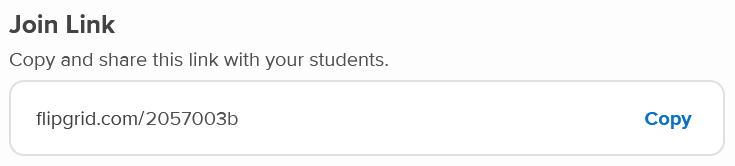 Join Link
Copy and share this link with your students.
flipgrid.com/2057003b Copy